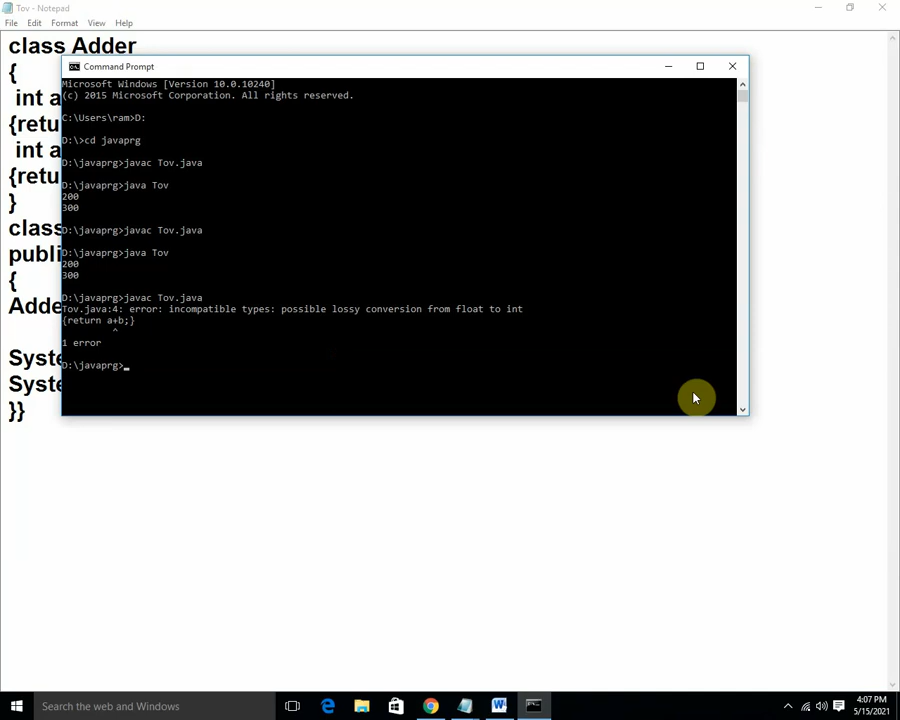 Tov - Notepad
File Edit Format View Help
class Adder
{
int a
{retu
int a
{retu
}
class
publi
{
Adde
Syste
Syste
}}
Command Prompt
Microsoft Windows [Version 10.0.10240]
(c) 2015 Microsoft Corporation. All rights reserved.
C:\Users\ram>D:
D:\>cd javaprg
D:\javaprg>javac Tov.java
D:\javaprg>java Tov
200
300
D:\javaprg>javac Tov.java
D:\javaprg>java Tov
200
300
D:\javaprg>javac Tov.java
Tov.java:4: error: incompatible types: possible lossy conversion from float to int
{return a+b;}
^
1 error
D:\javaprg>
Search the web and Windows
4:07 PM
5/15/2021